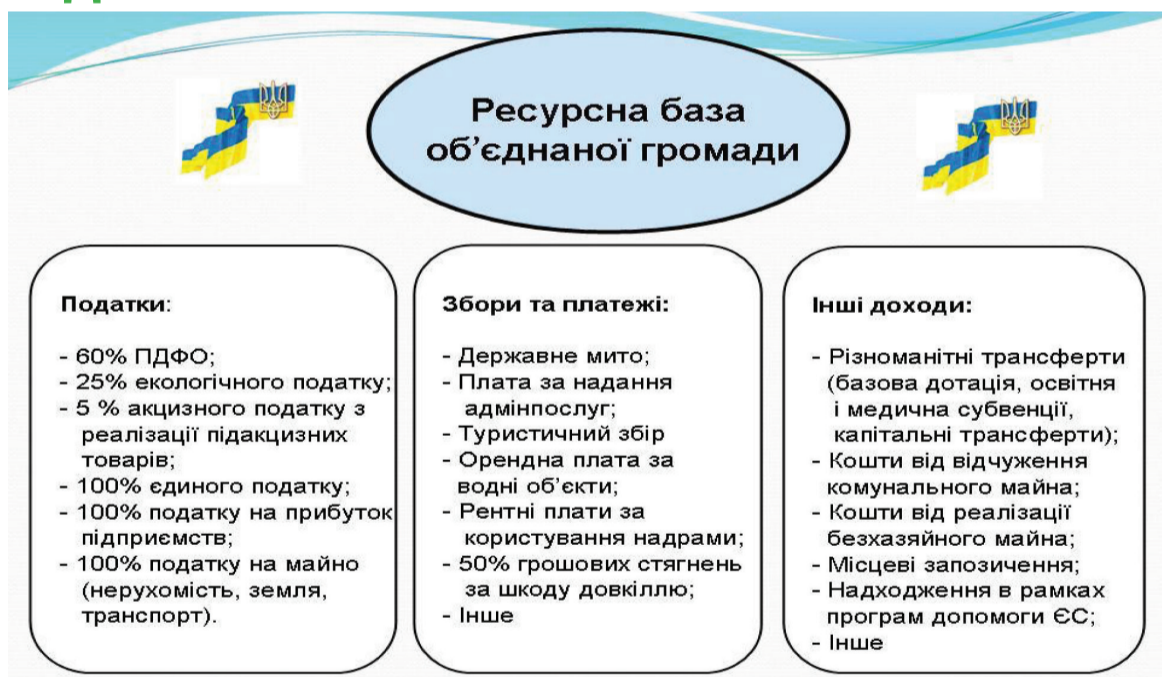 Ресурсна база
об’єднаної громади
Податки:
- 60% ПДФО;
- 25% екологічного податку;
- 5 % акцизного податку з
реалізації підакцизних
товарів;
- 100% єдиного податку;
- 100% податку на прибуток
підприємств;
- 100% податку на майно
(нерухомість, земля,
транспорт).
Збори та платежі:
- Державне мито;
- Плата за надання
адмінпослуг;
- Туристичний збір
- Орендна плата за
водні об’єкти;
- Рентні плати за
користування надрами;
- 50% грошових стягнень
за шкоду довкіллю;
- Інше
Інші доходи:
- Різноманітні трансферти
(базова дотація, освітня
і медична субвенції,
капітальні трансферти);
- Кошти від відчуження
комунального майна;
- Кошти від реалізації
безхазяйного майна;
- Місцеві запозичення;
- Надходження в рамках
програм допомоги ЄС;
- Інше